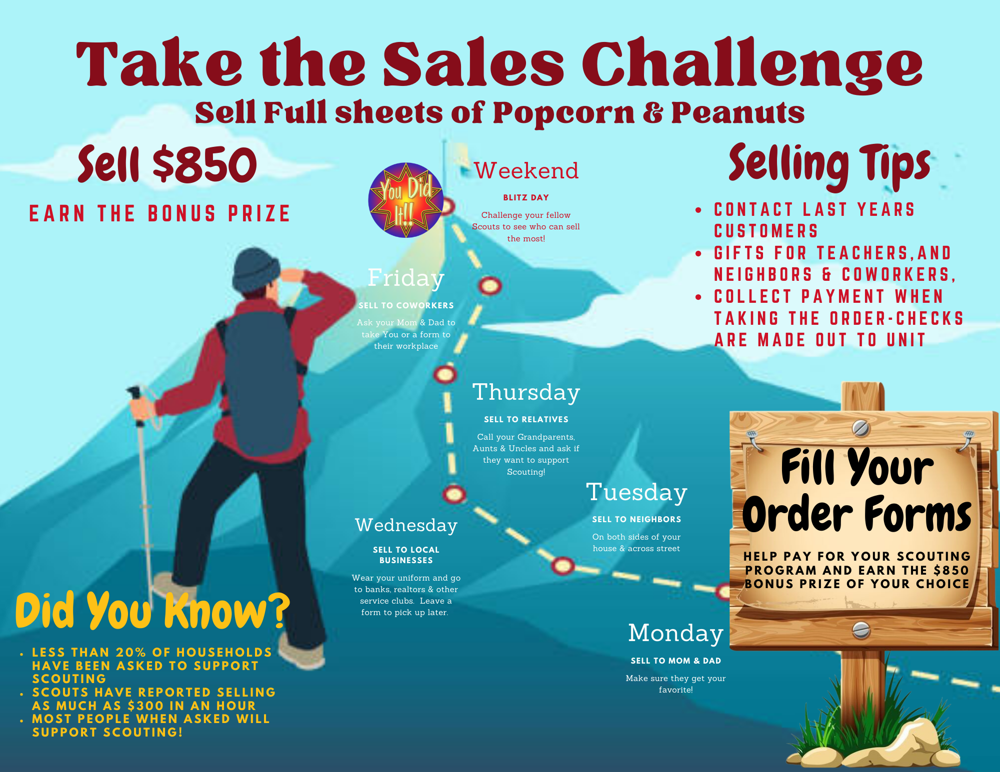 Take the Sales Challenge
Sell Full sheets of Popcorn & Peanuts
Sell $850
EARN THE BONUS PRIZE
You Did
It!!
Weekend
BLITZ DAY
Challenge your fellow
Scouts to see who can sell
the most!
Selling Tips
• CONTACT LAST YEARS
CUSTOMERS
• GIFTS FOR TEACHERS,AND
NEIGHBORS & COWORKERS,
• COLLECT PAYMENT WHEN
TAKING THE ORDER-CHECKS
ARE MADE OUT TO UNIT
Friday
SELL TO COWORKERS
Ask your Mom & Dad to
take You or a form to
their workplace
Thursday
SELL TO RELATIVES
Call your Grandparents,
Aunts & Uncles and ask if
they want to support
Scouting!
Tuesday
SELL TO NEIGHBORS
On both sides of your
house & across street
Wednesday
SELL TO LOCAL
BUSINESSES
Wear your uniform and go
to banks, realtors & other
service clubs. Leave a
form to pick up later.
Monday
SELL TO MOM & DAD
Make sure they get your
favorite!
Fill Your
Order Forms
HELP PAY FOR YOUR SCOUTING
PROGRAM AND EARN THE $850
BONUS PRIZE OF YOUR CHOICE
Did You Know?
• LESS THAN 20% OF HOUSEHOLDS
HAVE BEEN ASKED TO SUPPORT
SCOUTING
• SCOUTS HAVE REPORTED SELLING
AS MUCH AS $300 IN AN HOUR
• MOST PEOPLE WHEN ASKED WILL
SUPPORT SCOUTING!